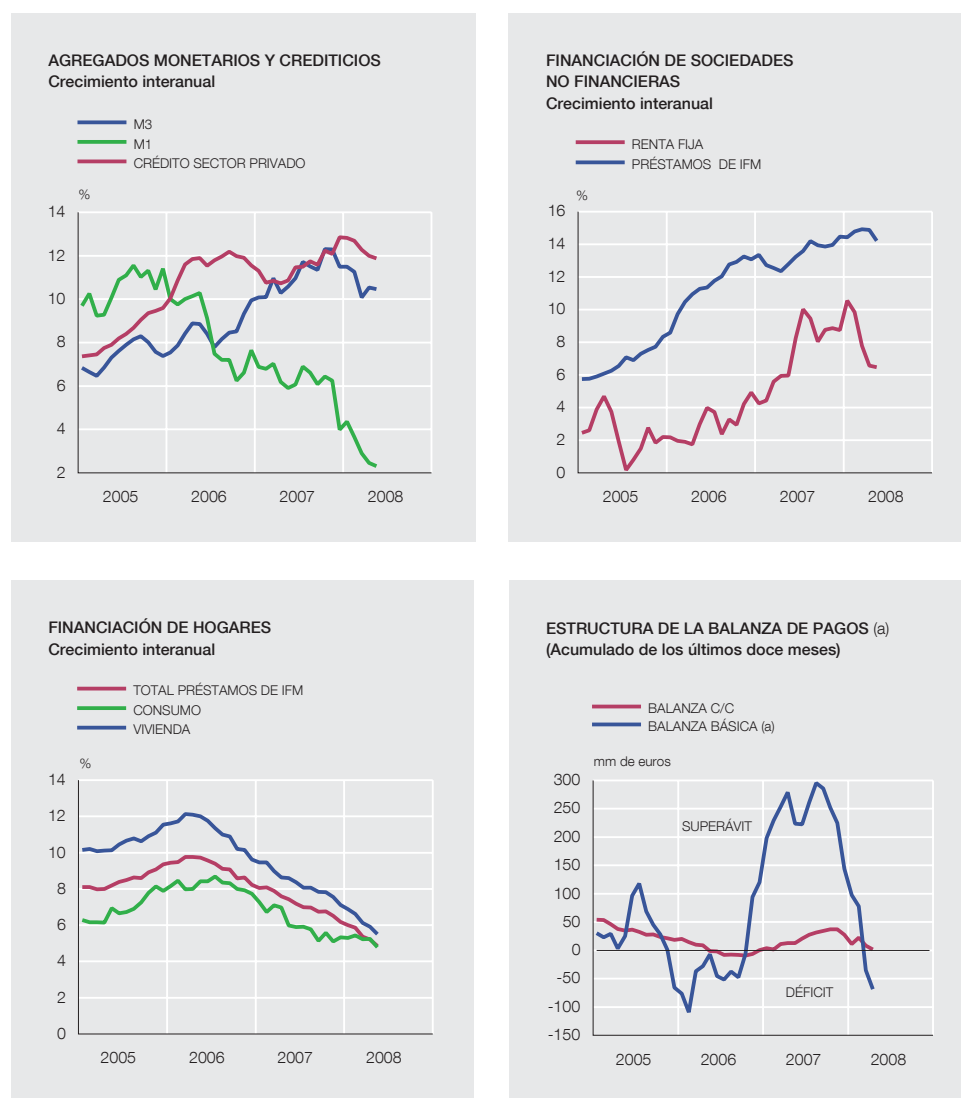 AGREGADOS MONETARIOS Y CREDITICIOS
Crecimiento interanual
M3
M1
CRÉDITO SECTOR PRIVADO
%
14
12
10
8
6
4
2
2005 2006 2007 2008
FINANCIACIÓN DE SOCIEDADES
NO FINANCIERAS
Crecimiento interanual
RENTA FIJA
PRÉSTAMOS DE IFM
%
16
14
12
10
8
6
4
2
0
2005 2006 2007 2008
FINANCIACIÓN DE HOGARES
Crecimiento interanual
TOTAL PRÉSTAMOS DE IFM
CONSUMO
VIVIENDA
%
14
12
10
8
6
4
2
0
2005 2006 2007 2008
ESTRUCTURA DE LA BALANZA DE PAGOS (a)
(Acumulado de los últimos doce meses)
BALANZA C/C
BALANZA BÁSICA (a)
mm de euros
300
250
200
150
100
50
0
-50
-100
-150
SUPERÁVIT
DÉFICIT
2005 2006 2007 2008